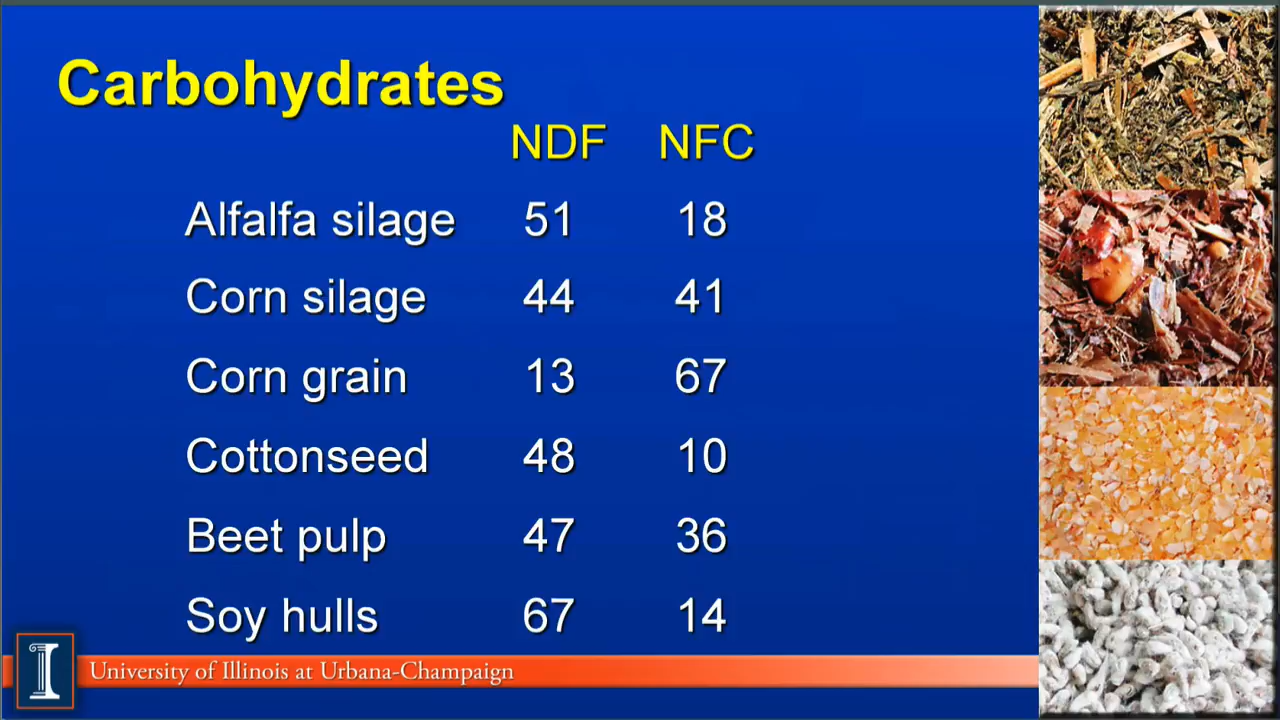 Carbohydrates
NDF NFC
Alfalfa silage 51 18
Corn silage 44 41
Corn grain 13 67
Cottonseed 48 10
Beet pulp 47 36
Soy hulls 67 14
I
University of Illinois at Urbana-Champaign